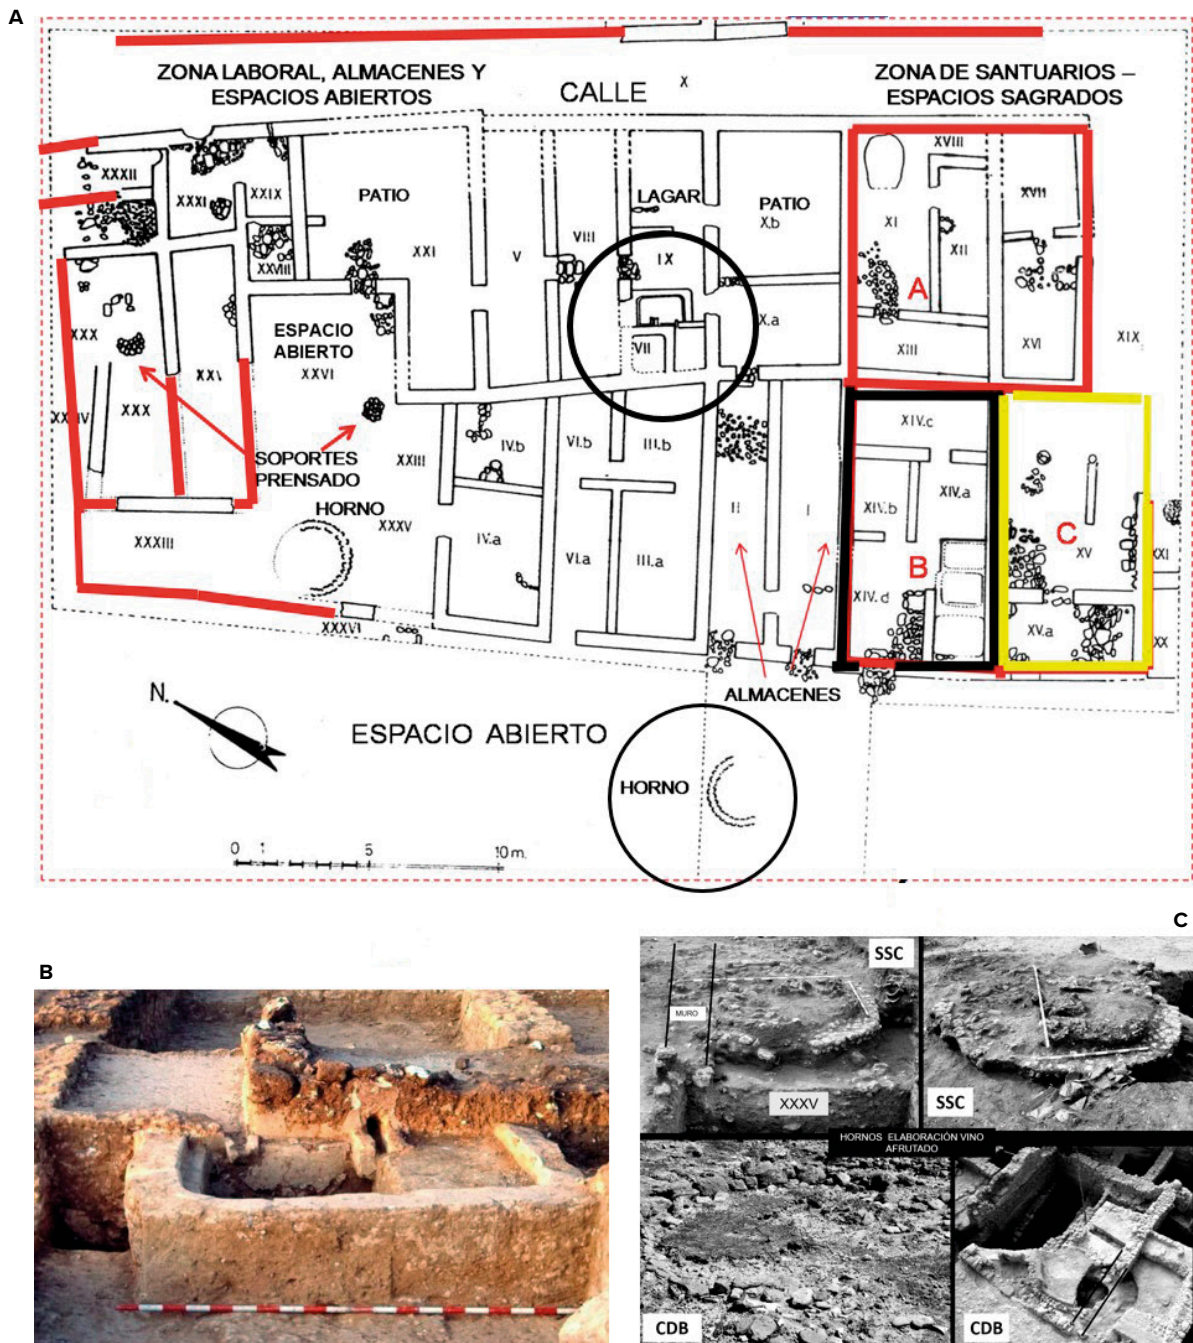 A
ZONA LABORAL, ALMACENES Y
ESPACIOS ABIERTOS
CALLE
X
ZONA DE SANTUARIOS –
ESPACIOS SAGRADOS
XXXII
XXXI
XXIX
XXVIII
PATIO
XXI
V
VIII
LAGAR
IX
PATIO
X.b
XVIII
XI
XII
XVII
A
XIII
XVI
XIX
X.a
VII
ESPACIO
ABIERTO
XXVI
XXX
XXX
SOPORTES
PRENSADO
XXIII
HORNO
XXXV
XXXIII
XXXVI
IV.b
IV.a
VI.b
VI.a
III.b
III.a
II
I
XIV.c
XIV.b
XIV.a
B
XIV.d
C
XV
XV.a
XXI
XX
ALMACENES
N.
ESPACIO ABIERTO
HORNO
0 1 5 10 m.
B
C
SSC
MURO
XXXV
SSC
HORNOS ELABORACIÓN VINO
AFRUTADO
CDB
CDB